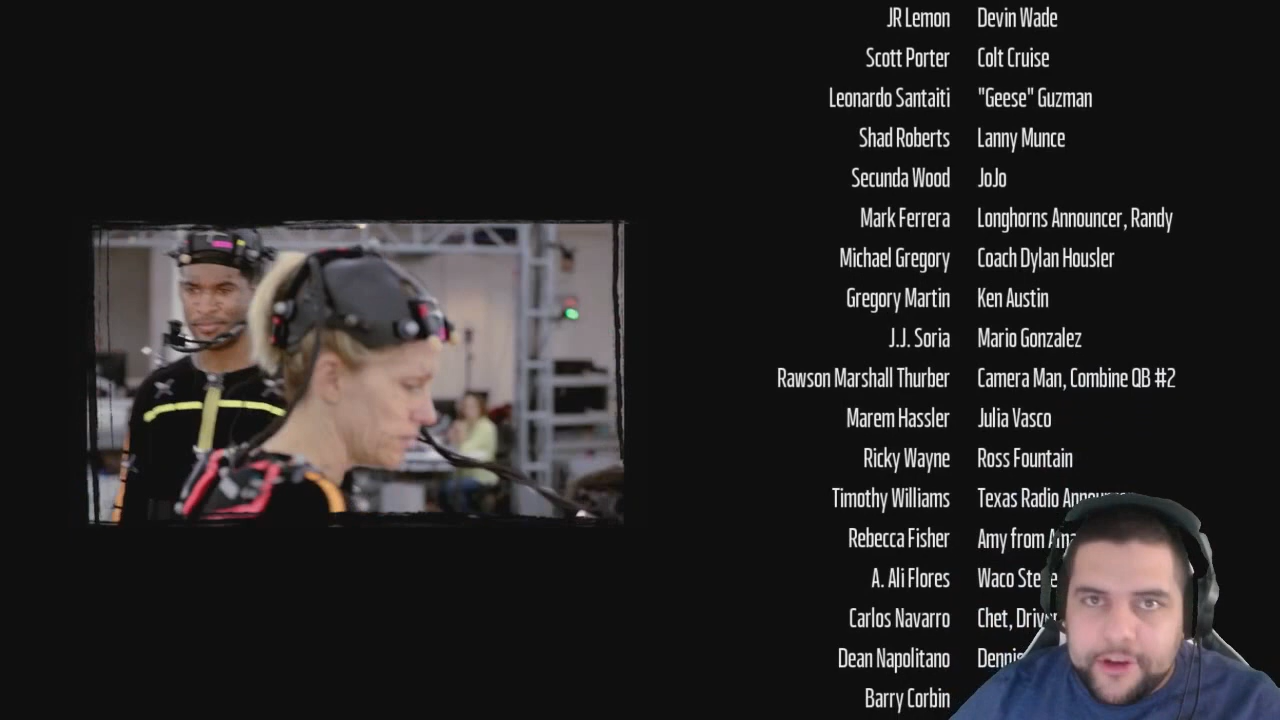 JR Lemon Devin Wade
Scott Porter Colt Cruise
Leonardo Santaiti "Geese" Guzman
Shad Roberts Lanny Munce
Secunda Wood JoJo
Mark Ferrera Longhorns Announcer, Randy
Michael Gregory Coach Dylan Housler
Gregory Martin Ken Austin
J.J. Soria Mario Gonzalez
Rawson Marshall Thurber Camera Man, Combine QB #2
Marem Hassler Julia Vasco
Ricky Wayne Ross Fountain
Timothy Williams Texas Radio
Rebecca Fisher Amy from
A. Ali Flores Waco
Carlos Navarro Chet,
Dean Napolitano
Barry Corbin